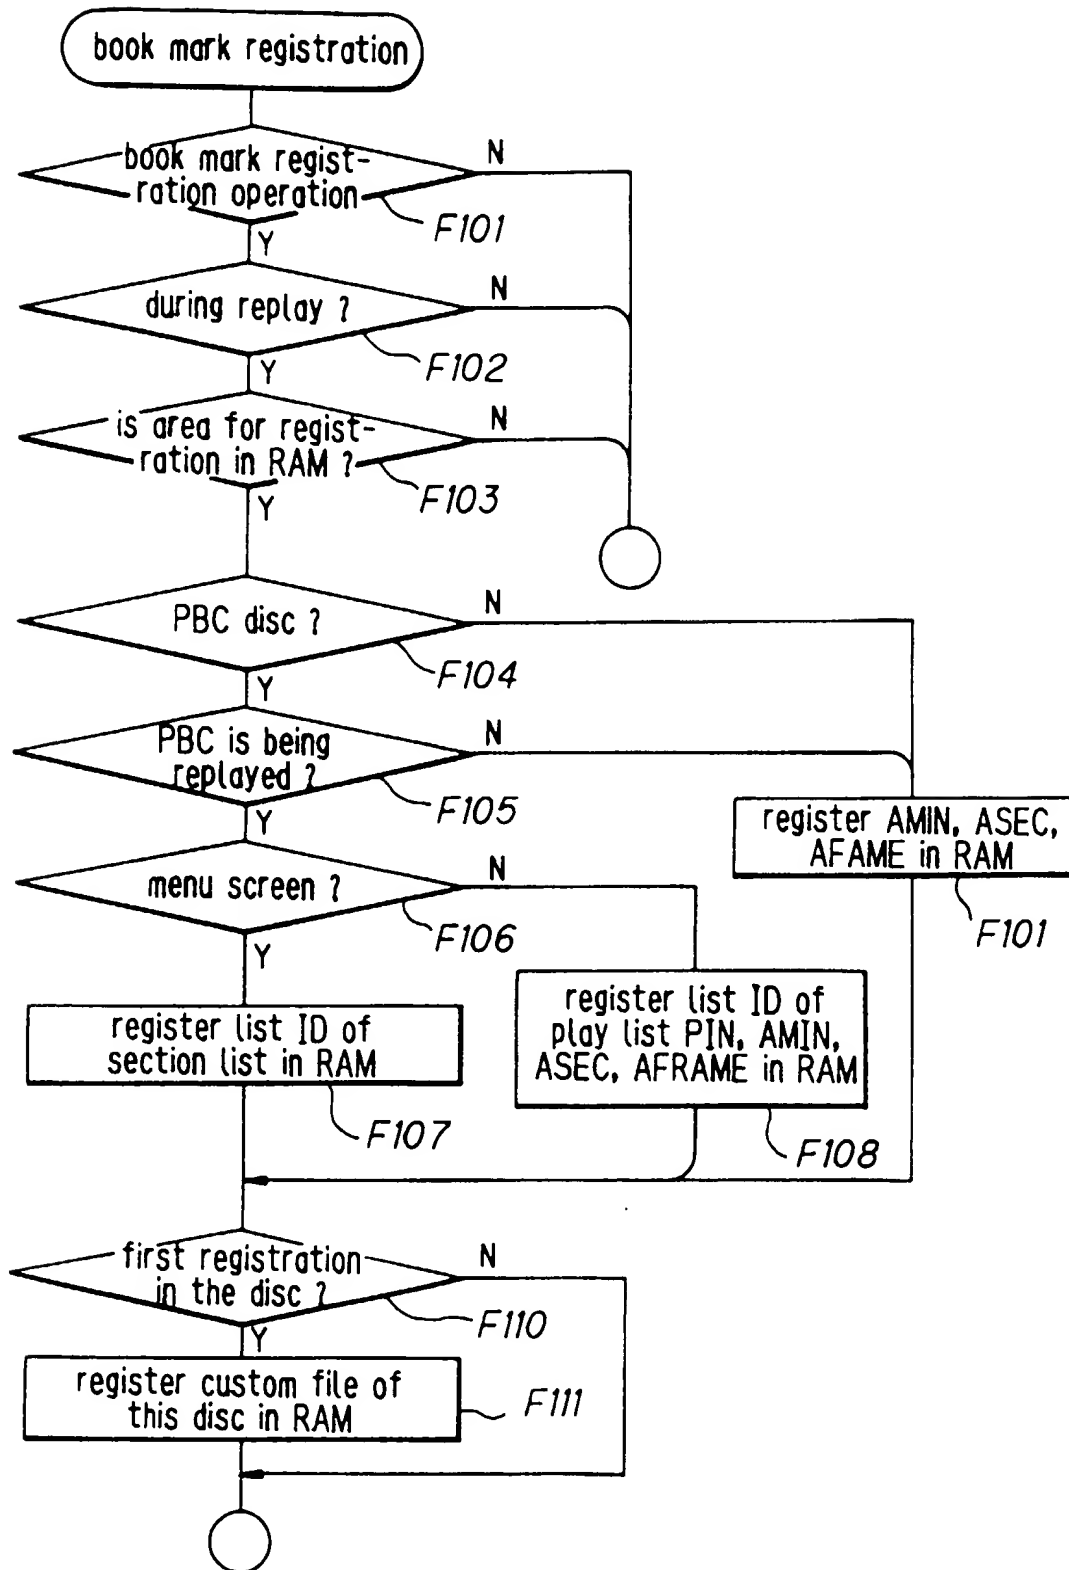 book mark registration
book mark regist-
ration operation
N
F101
Y
during replay ?
N
F102
Y
is area for regist-
ration in RAM ?
N
F103
Y
PBC disc ?
N
F104
Y
PBC is being
replayed ?
N
F105
Y
register AMIN, ASEC,
AFAME in RAM
F101
menu screen ?
N
F106
Y
register list ID of
section list in RAM
F107
register list ID of
play list PIN, AMIN,
ASEC, AFRAME in RAM
F108
first registration
in the disc ?
N
F110
Y
register custom file of
this disc in RAM
F111